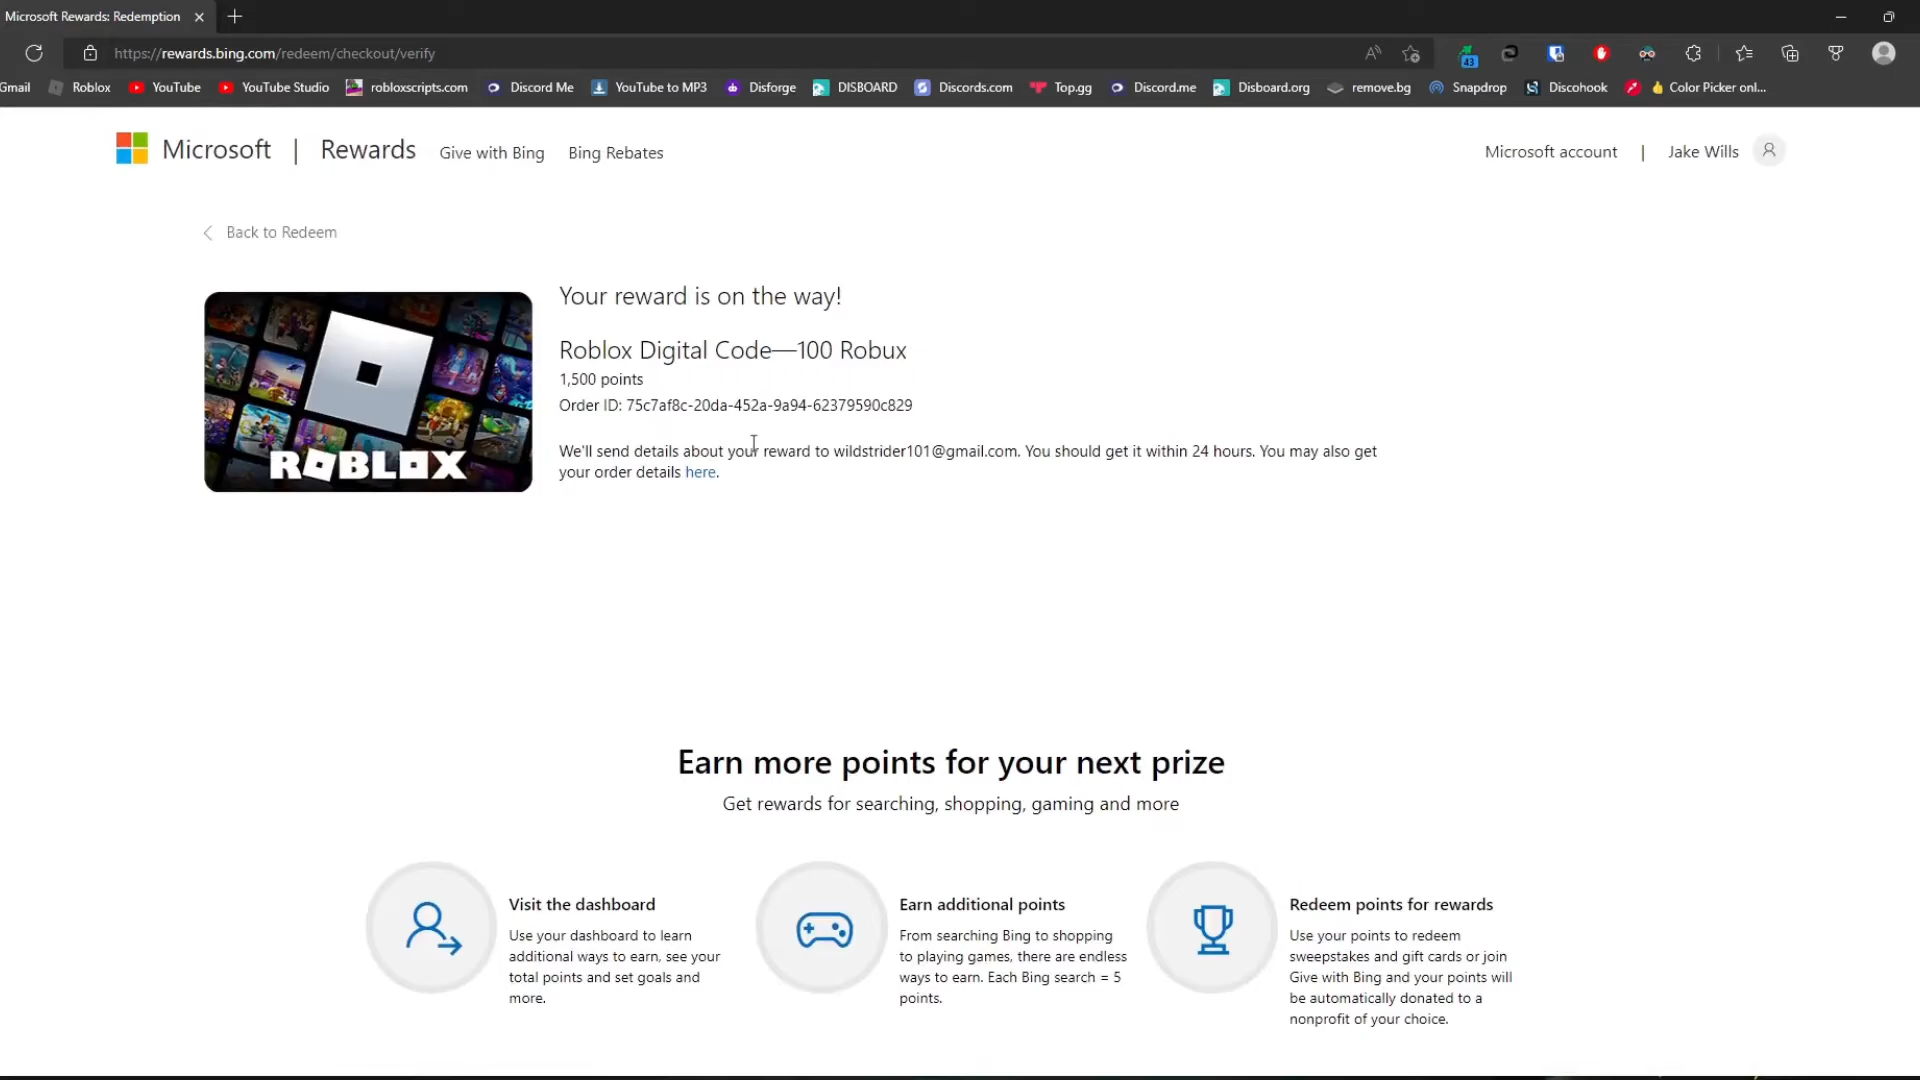 Microsoft Rewards: Redemption
https://rewards.bing.com/redeem/checkout/verify
43
Gmail Roblox YouTube YouTube Studio robloxscripts.com Discord Me YouTube to MP3 Disforge DISBOARD Discords.com Top.gg Discord.me Disboard.org remove.bg Snapdrop Discohook 👍 Color Picker onl...
Microsoft | Rewards Give with Bing Bing Rebates Microsoft account | Jake Wills
Back to Redeem
ROBLOX
Your reward is on the way!
Roblox Digital Code—100 Robux
1,500 points
Order ID: 75c7af8c-20da-452a-9a94-62379590c829
We'll send details about your reward to wildstrider101@gmail.com. You should get it within 24 hours. You may also get
your order details here.
Earn more points for your next prize
Get rewards for searching, shopping, gaming and more
Visit the dashboard
Use your dashboard to learn
additional ways to earn, see your
total points and set goals and
more.
Earn additional points
From searching Bing to shopping
to playing games, there are endless
ways to earn. Each Bing search = 5
points.
Redeem points for rewards
Use your points to redeem
sweepstakes and gift cards or join
Give with Bing and your points will
be automatically donated to a
nonprofit of your choice.